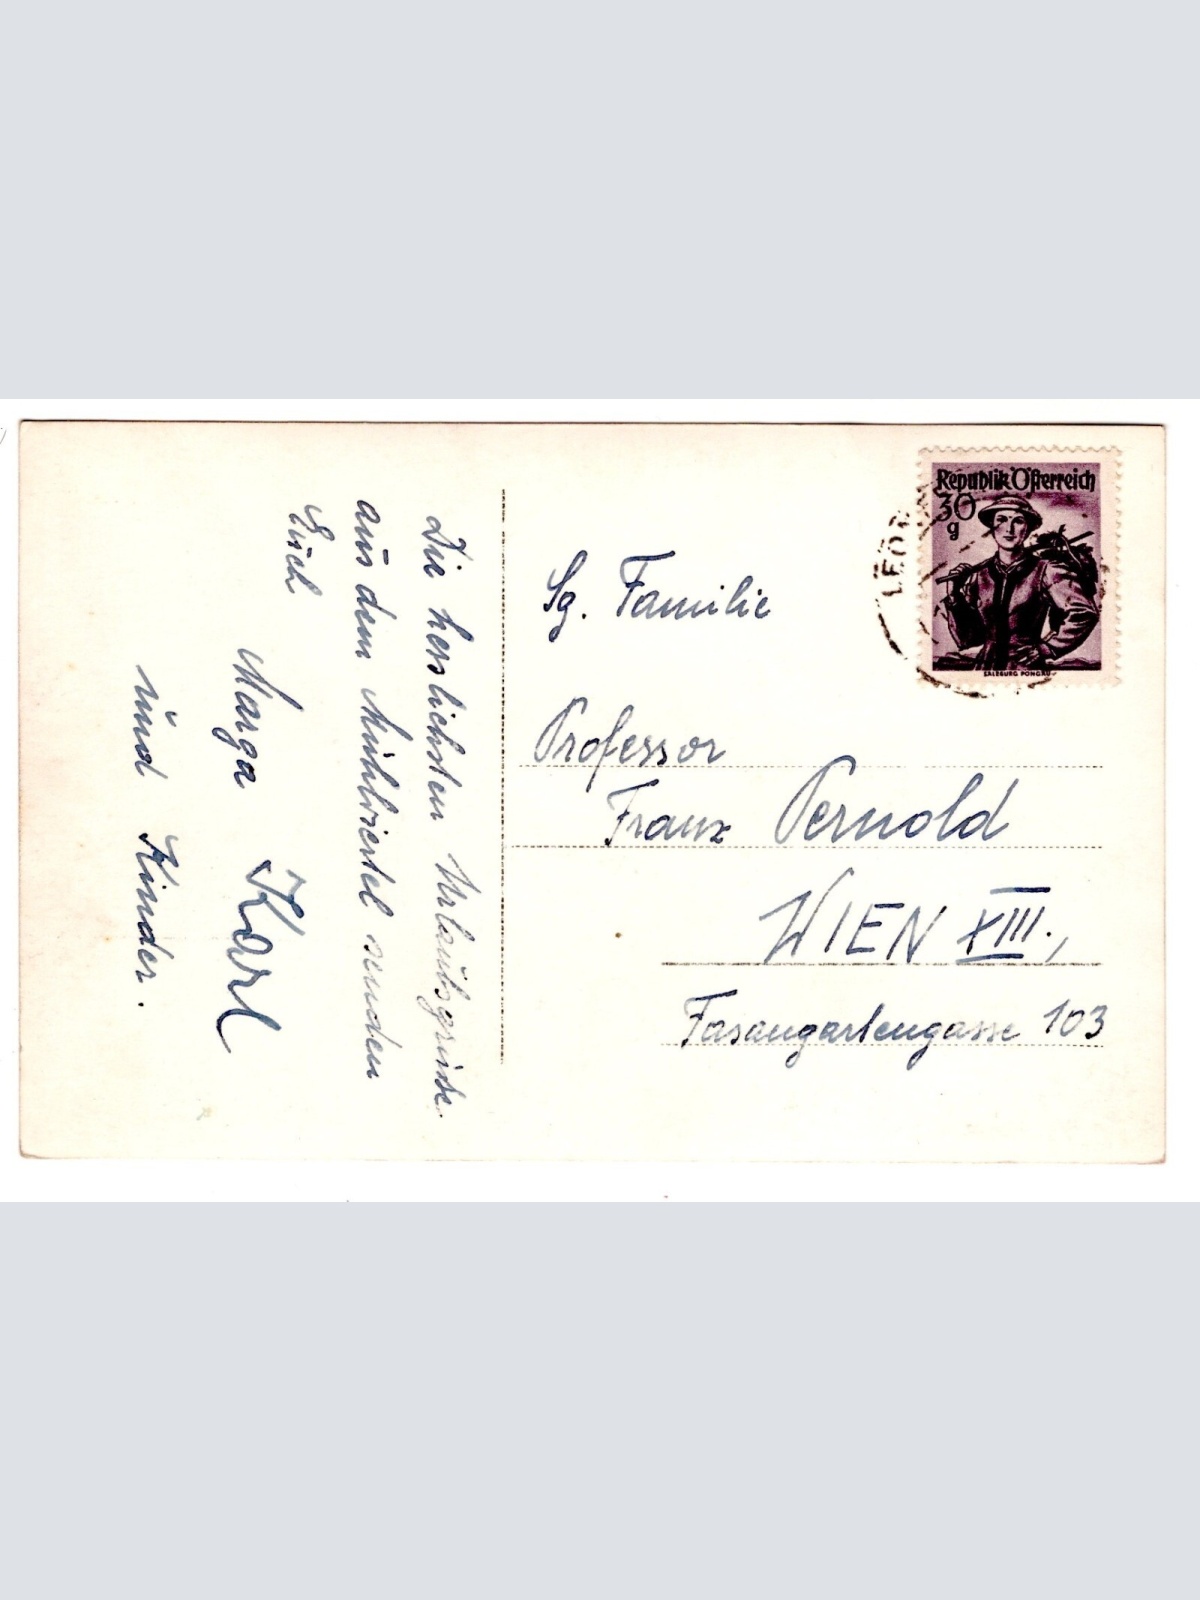 Die herzlichsten Urlaubsgrüße
aus dem Mühlviertel senden
Euch
Marga Karl
und Kinder.
Republik Österreich
30
g
SALZBURG PONGAU
Sg. Familie
Professor
Franz Pernold
WIEN XIII.,
Fasangartengasse 103